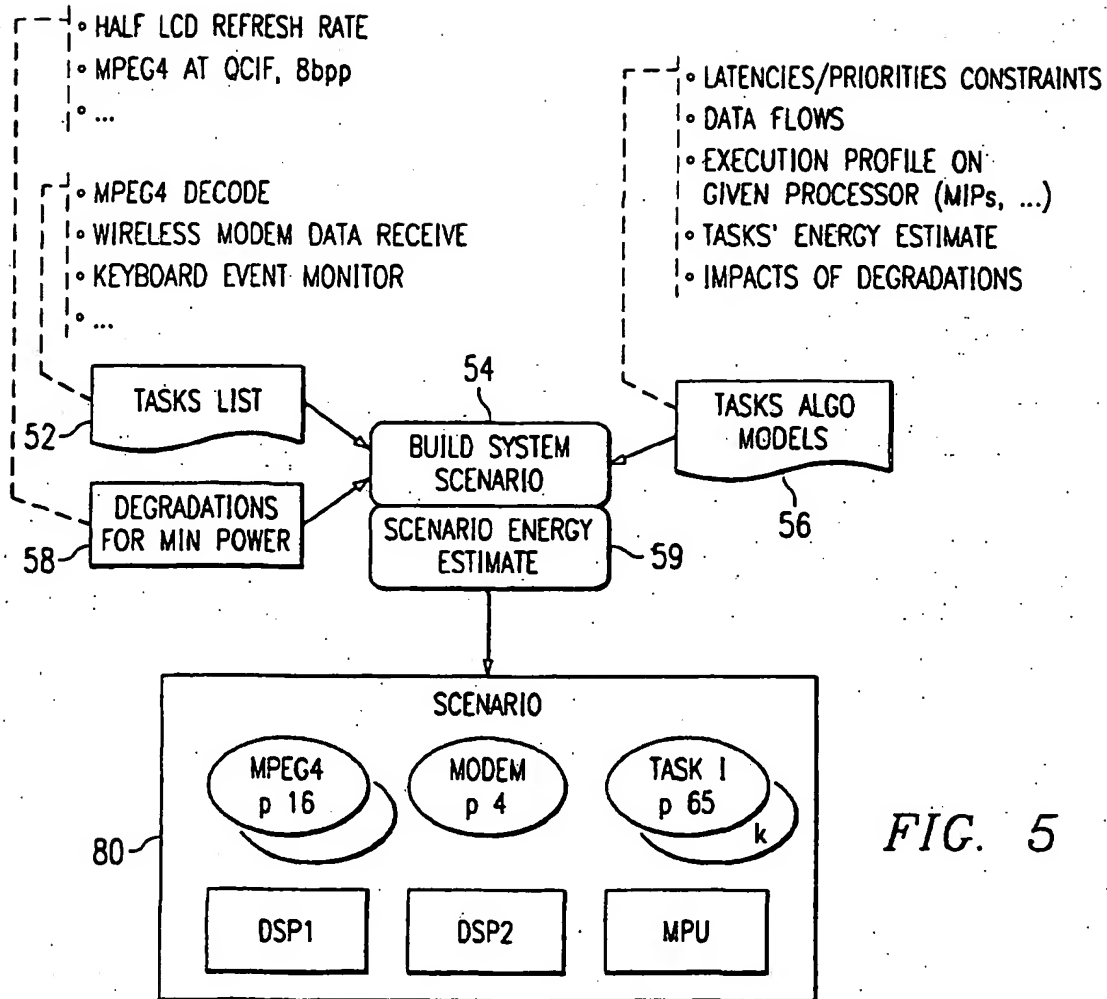 ∘ HALF LCD REFRESH RATE
∘ MPEG4 AT QCIF, 8bpp
∘ ...
∘ MPEG4 DECODE
∘ WIRELESS MODEM DATA RECEIVE
∘ KEYBOARD EVENT MONITOR
∘ ...
∘ LATENCIES/PRIORITIES CONSTRAINTS
∘ DATA FLOWS
∘ EXECUTION PROFILE ON
GIVEN PROCESSOR (MIPs, ...)
∘ TASKS' ENERGY ESTIMATE
∘ IMPACTS OF DEGRADATIONS
TASKS LIST
52
DEGRADATIONS
FOR MIN POWER
58
54
BUILD SYSTEM
SCENARIO
SCENARIO ENERGY
ESTIMATE
59
TASKS ALGO
MODELS
56
SCENARIO
MPEG4
p 16
MODEM
p 4
TASK I
p 65
k
80
DSP1
DSP2
MPU
FIG. 5